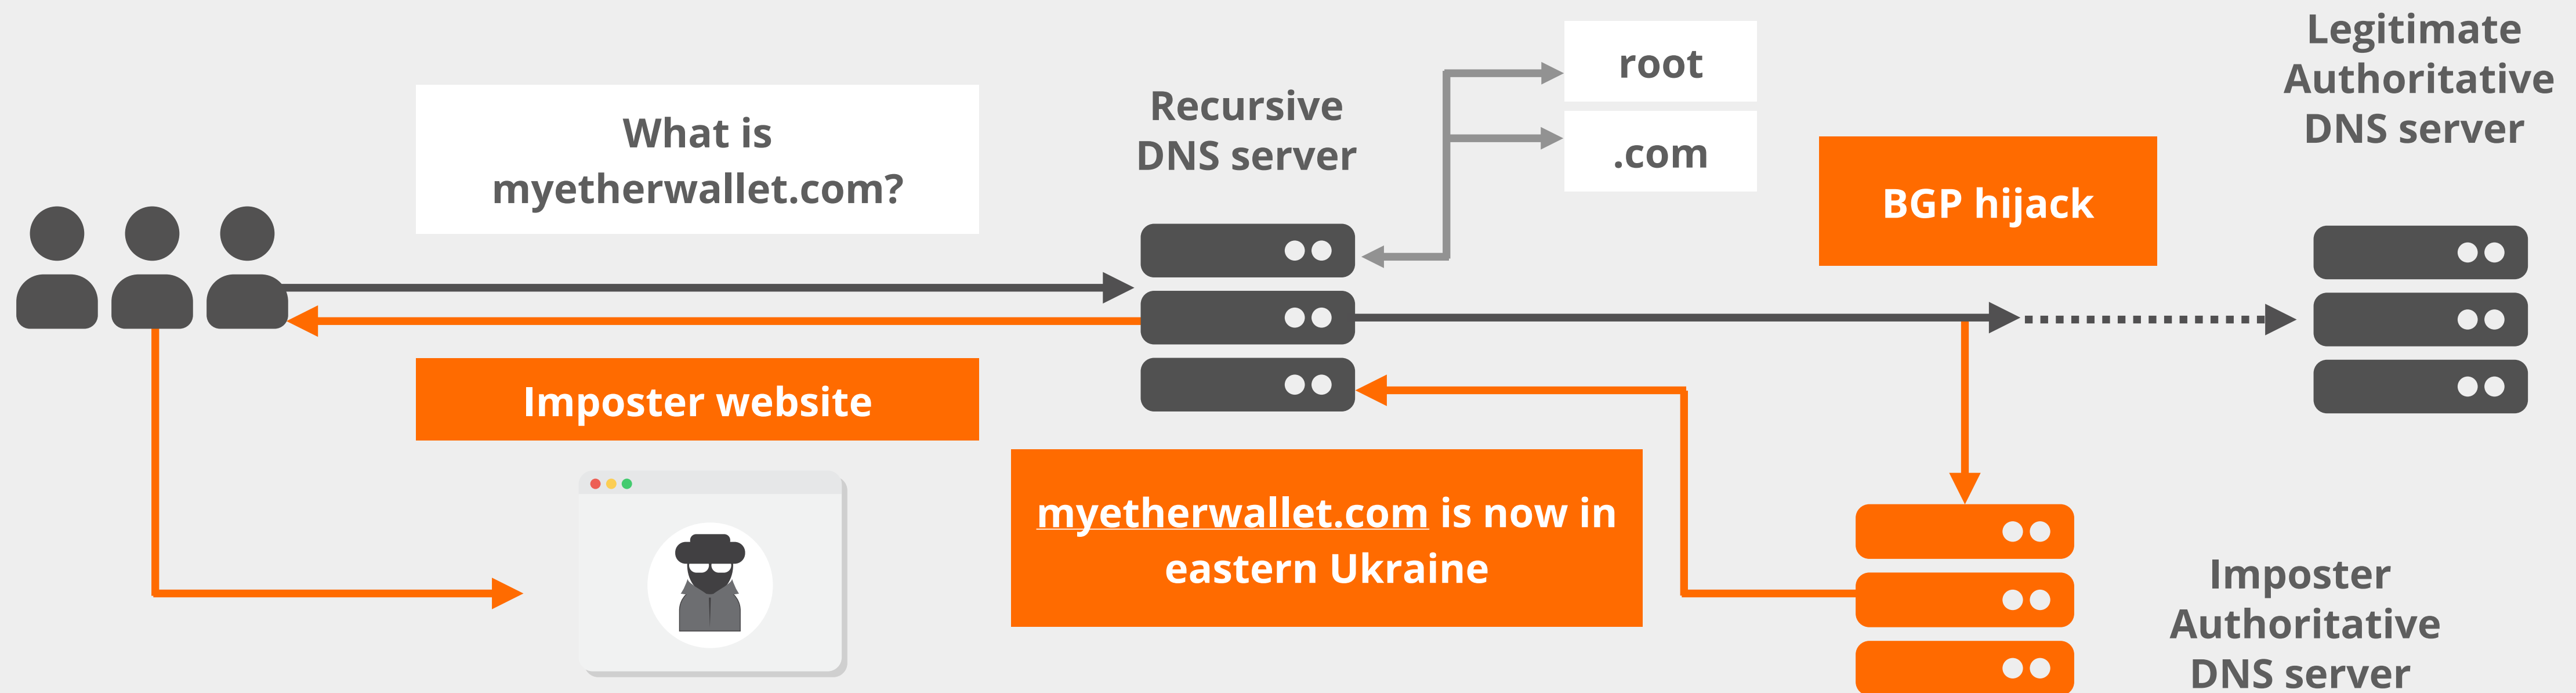 What is
myetherwallet.com?
Recursive
DNS server
root
.com
BGP hijack
Legitimate
Authoritative
DNS server
Imposter website
myetherwallet.com is now in
eastern Ukraine
Imposter
Authoritative
DNS server